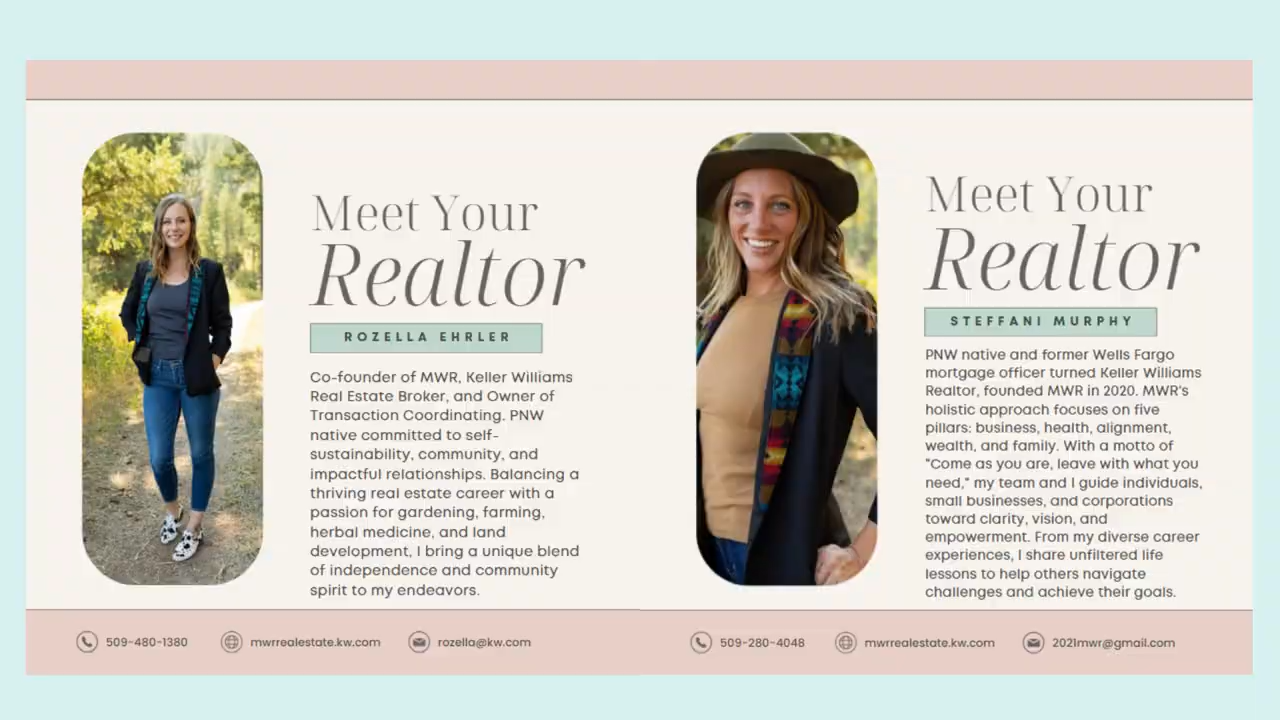 Meet Your
Realtor
ROZELLA EHRLER
Co-founder of MWR, Keller Williams
Real Estate Broker, and Owner of
Transaction Coordinating. PNW
native committed to self-
sustainability, community, and
impactful relationships. Balancing a
thriving real estate career with a
passion for gardening, farming,
herbal medicine, and land
development, I bring a unique blend
of independence and community
spirit to my endeavors.
509-480-1380
mwrrealestate.kw.com
rozella@kw.com
Meet Your
Realtor
STEFFANI MURPHY
PNW native and former Wells Fargo
mortgage officer turned Keller Williams
Realtor, founded MWR in 2020. MWR's
holistic approach focuses on five
pillars: business, health, alignment,
wealth, and family. With a motto of
"Come as you are, leave with what you
need," my team and I guide individuals,
small businesses, and corporations
toward clarity, vision, and
empowerment. From my diverse career
experiences, I share unfiltered life
lessons to help others navigate
challenges and achieve their goals.
509-280-4048
mwrrealestate.kw.com
2021mwr@gmail.com